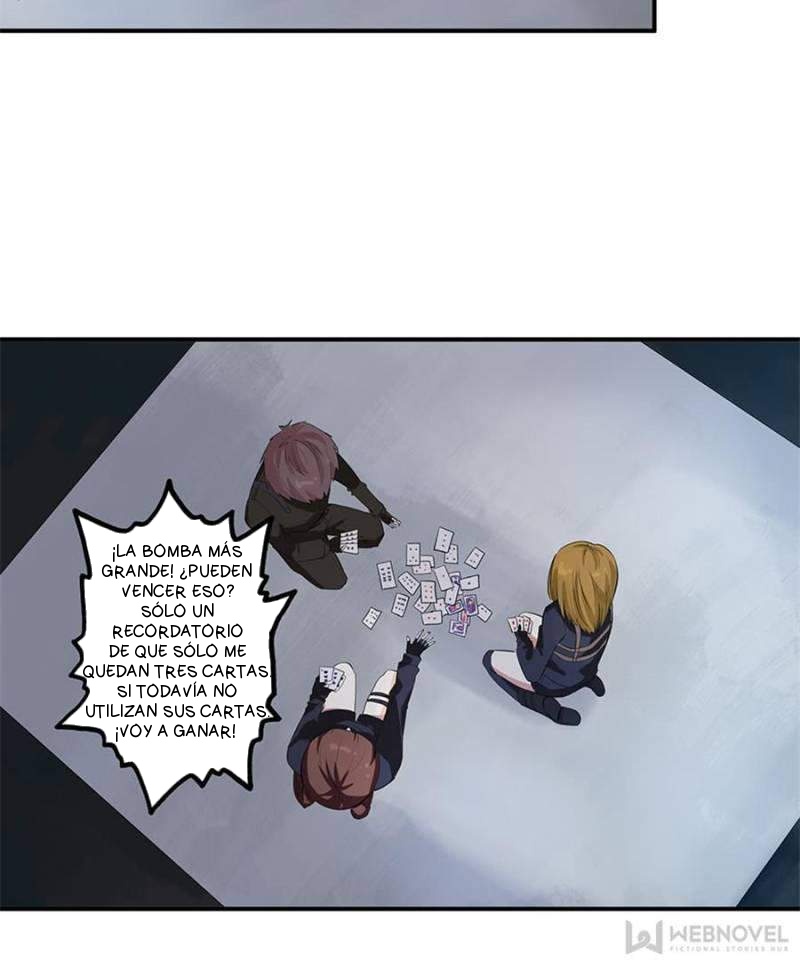 ¡LA BOMBA MÁS
GRANDE! ¿PUEDEN
VENCER ESO?
SÓLO UN
RECORDATORIO
DE QUE SÓLO ME
QUEDAN TRES CARTAS.
SI TODAVÍA NO
UTILIZAN SUS CARTAS,
¡VOY A GANAR!
WEBNOVEL
FICTIONAL STORIES HUB